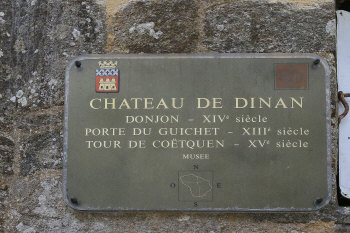 CHATEAU DE DINAN
DONJON - XIVe siècle
PORTE DU GUICHET - XIIIe siècle
TOUR DE COËTQUEN - XVe siècle
MUSEE
N
O E
S